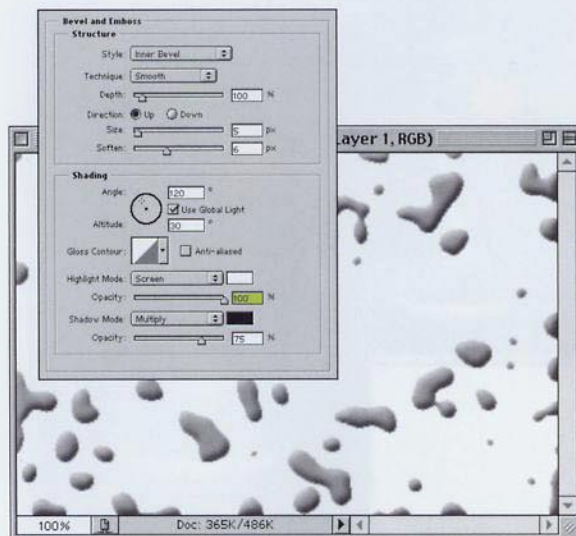 Bevel and Emboss
Structure
Style: Inner Bevel
Technique: Smooth
Depth: 100 %
Direction: Up Down
Size: 5 px
Soften: 6 px
Layer 1, RGB)
Shading
Angle: 120 °
Use Global Light
Altitude: 30 °
Gloss Contour: Anti-aliased
Highlight Mode: Screen
Opacity: 100 %
Shadow Mode: Multiply
Opacity: 75 %
100% Doc: 365K/486K